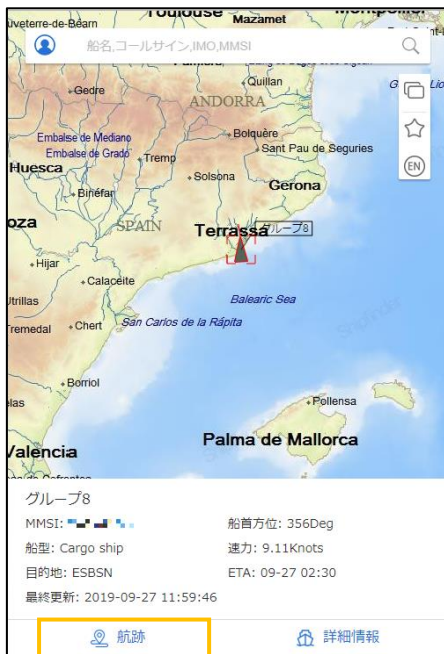 Toulouse
Mazamet
船名,コールサイン,IMO,MMSI
Gedre
Quillan
ANDORRA
Bolquère
Embalse de Mediano
Embalse de Grado
Tremp
Sant Pau de Seguries
Huesca
Solsona
Gerona
EN
Binéfar
oza
SPAIN
Terrassa
グループ8
Hijar
Calaceite
Balearic Sea
Utrillas
remedal
Chert
San Carlos de la Rápita
Borriol
elas
Pollensa
Palma de Mallorca
Valencia
グループ8
MMSI:
船首方位: 356Deg
船型: Cargo ship
速力: 9.11Knots
目的地: ESBSN
ETA: 09-27 02:30
最終更新: 2019-09-27 11:59:46
航跡
詳細情報